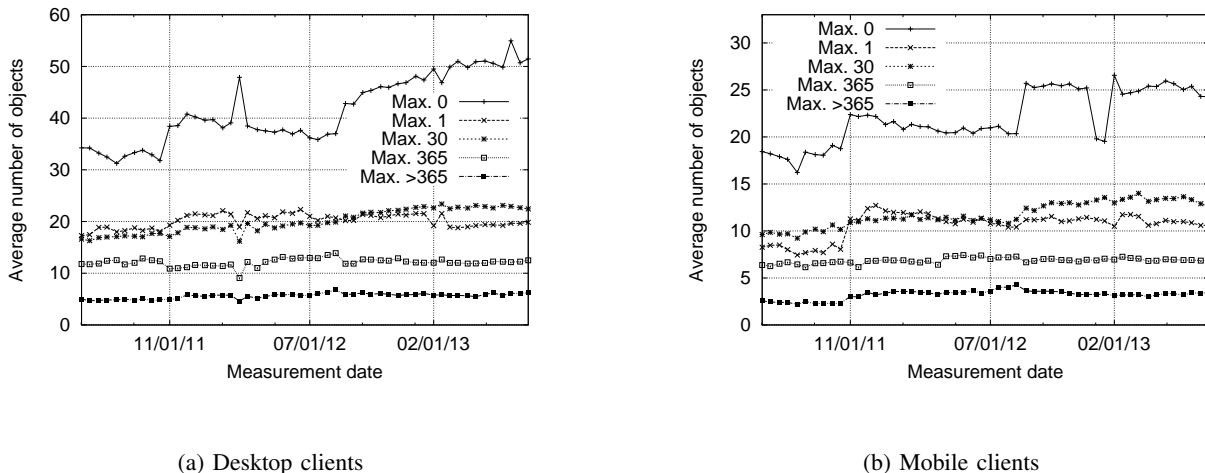 60
50
40
30
20
10
0
Average number of objects
Max. 0
Max. 1
Max. 30
Max. 365
Max. >365
11/01/11
07/01/12
02/01/13
Measurement date
(a) Desktop clients
30
25
20
15
10
5
0
Average number of objects
Max. 0
Max. 1
Max. 30
Max. 365
Max. >365
11/01/11
07/01/12
02/01/13
Measurement date
(b) Mobile clients